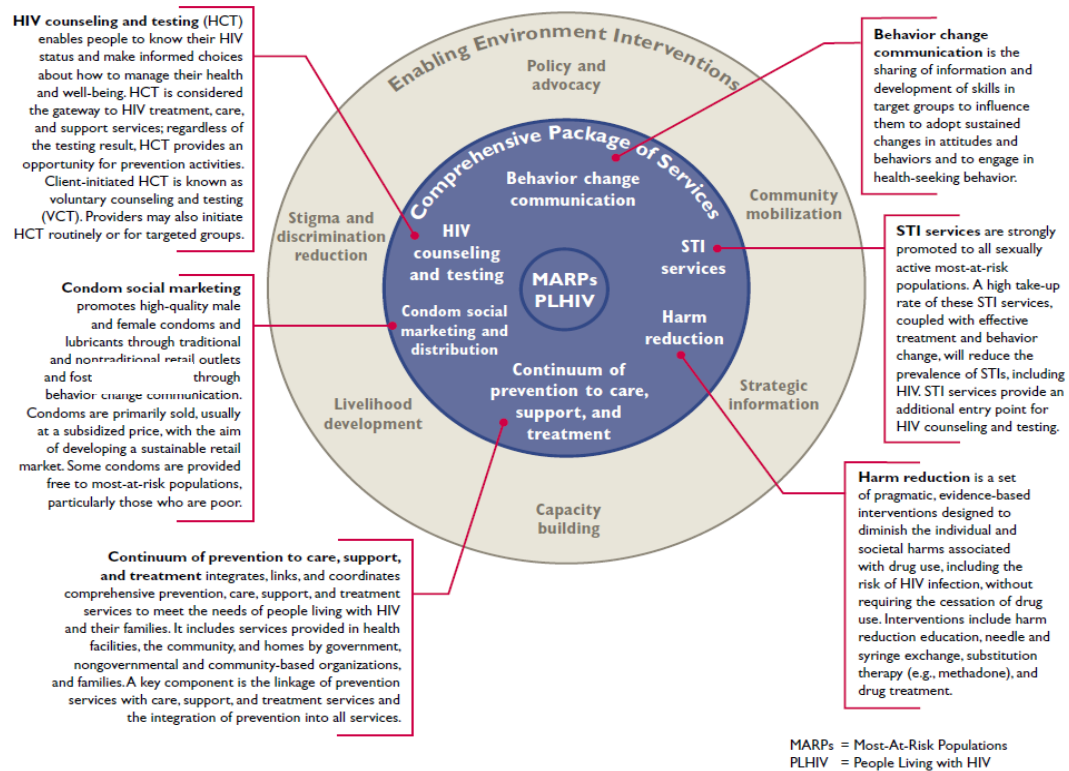 HIV counseling and testing (HCT)
enables people to know their HIV
status and make informed choices
about how to manage their health
and well-being. HCT is considered
the gateway to HIV treatment, care,
and support services; regardless of
the testing result, HCT provides an
opportunity for prevention activities.
Client-initiated HCT is known as
voluntary counseling and testing
(VCT). Providers may also initiate
HCT routinely or for targeted groups.
Condom social marketing
promotes high-quality male
and female condoms and
lubricants through traditional
and nontraditional retail outlets
and fost through
behavior change communication.
Condoms are primarily sold, usually
at a subsidized price, with the aim
of developing a sustainable retail
market. Some condoms are provided
free to most-at-risk populations,
particularly those who are poor.
Continuum of prevention to care, support,
and treatment integrates, links, and coordinates
comprehensive prevention, care, support, and treatment
services to meet the needs of people living with HIV
and their families. It includes services provided in health
facilities, the community, and homes by government,
nongovernmental and community-based organizations,
and families. A key component is the linkage of prevention
services with care, support, and treatment services and
the integration of prevention into all services.
Enabling Environment Interventions
Policy and
advocacy
Community
mobilization
Strategic
information
Capacity
building
Livelihood
development
Stigma and
discrimination
reduction
Comprehensive Package of Services
Behavior change
communication
STI
services
Harm
reduction
Continuum of
prevention to care,
support, and
treatment
Condom social
marketing and
distribution
HIV
counseling
and testing
MARPs
PLHIV
Behavior change
communication is the
sharing of information and
development of skills in
target groups to influence
them to adopt sustained
changes in attitudes and
behaviors and to engage in
health-seeking behavior.
STI services are strongly
promoted to all sexually
active most-at-risk
populations. A high take-up
rate of these STI services,
coupled with effective
treatment and behavior
change, will reduce the
prevalence of STIs, including
HIV. STI services provide an
additional entry point for
HIV counseling and testing.
Harm reduction is a set
of pragmatic, evidence-based
interventions designed to
diminish the individual and
societal harms associated
with drug use, including the
risk of HIV infection, without
requiring the cessation of drug
use. Interventions include harm
reduction education, needle and
syringe exchange, substitution
therapy (e.g., methadone), and
drug treatment.
MARPs = Most-At-Risk Populations
PLHIV = People Living with HIV